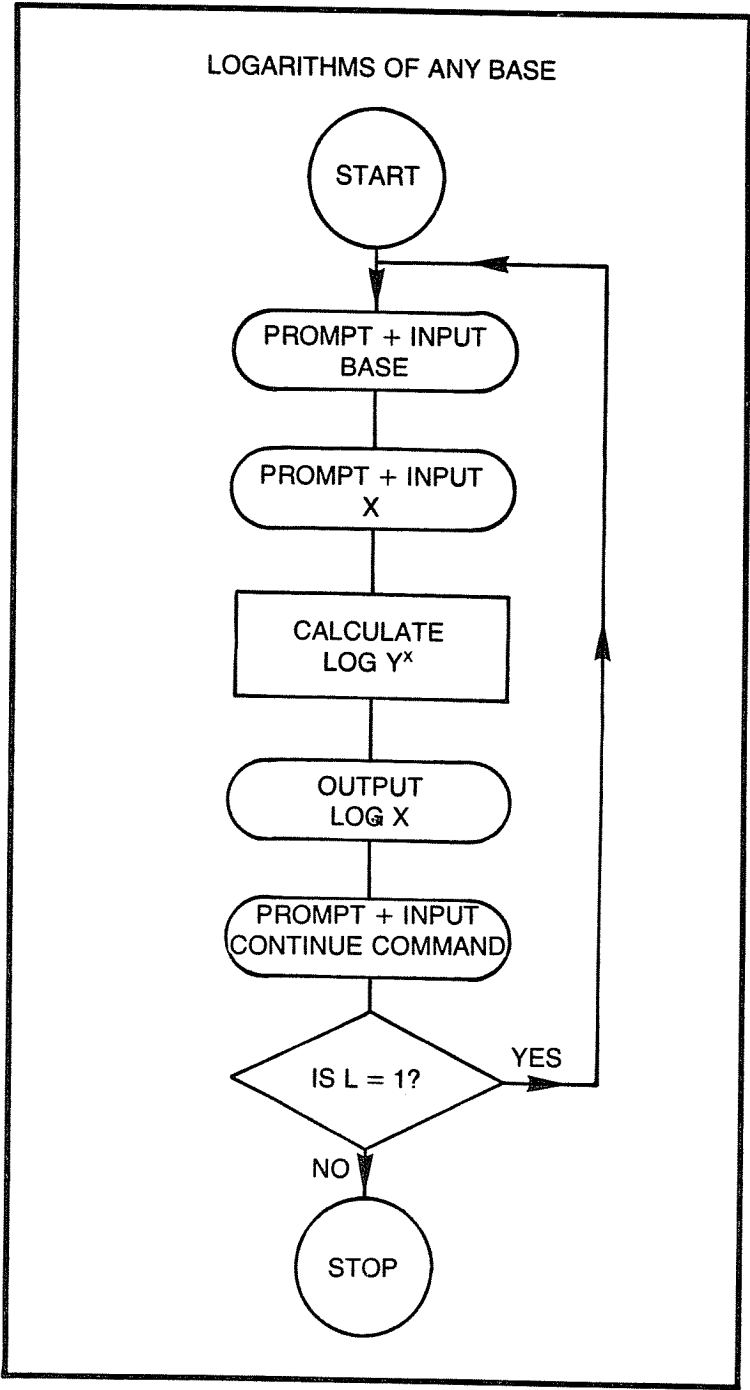 LOGARITHMS OF ANY BASE
START
PROMPT + INPUT
BASE
PROMPT + INPUT
X
CALCULATE
LOG Yˣ
OUTPUT
LOG X
PROMPT + INPUT
CONTINUE COMMAND
IS L = 1?
YES
NO
STOP